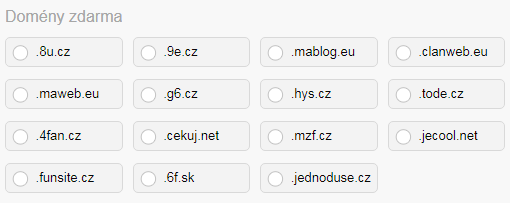 Domény zdarma
.8u.cz .9e.cz .mablog.eu .clanweb.eu
.maweb.eu .g6.cz .hys.cz .tode.cz
.4fan.cz .cekuj.net .mzf.cz .jecool.net
.funsite.cz .6f.sk .jednoduse.cz